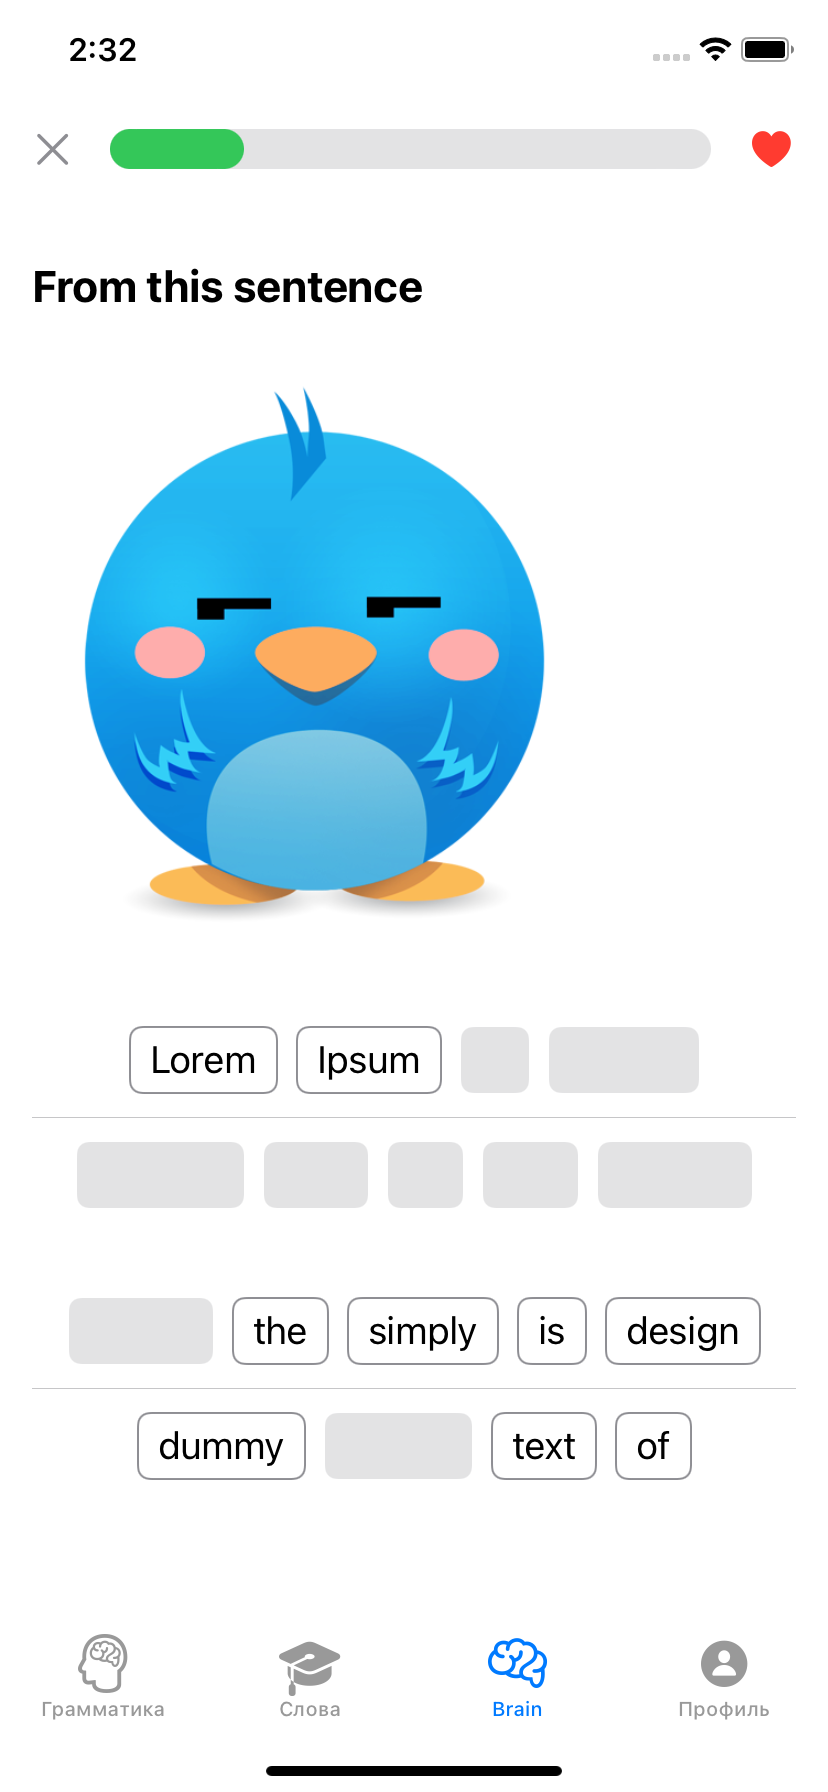 2:32
From this sentence
Lorem Ipsum
the simply is design
dummy text of
Грамматика Слова Brain Профиль